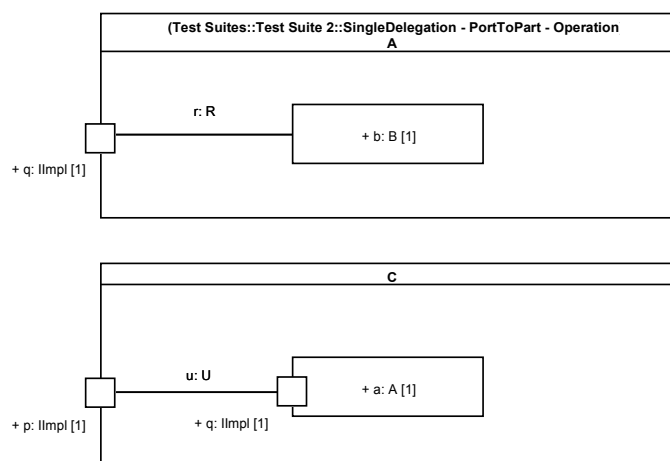 (Test Suites::Test Suite 2::SingleDelegation - PortToPart - Operation
A
r: R
+ b: B [1]
+ q: IImpl [1]
C
u: U
+ a: A [1]
+ p: IImpl [1]
+ q: IImpl [1]